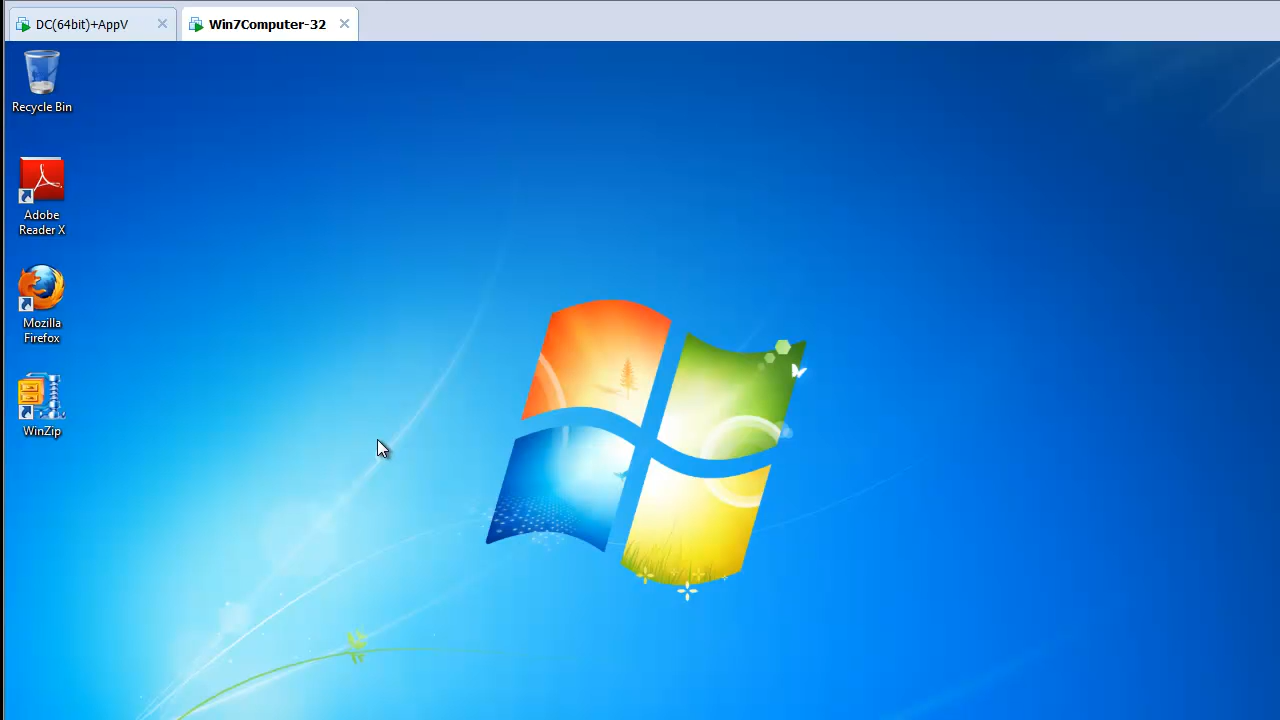 DC(64bit)+AppV
Win7Computer-32
Recycle Bin
Adobe
Reader X
Mozilla
Firefox
WinZip